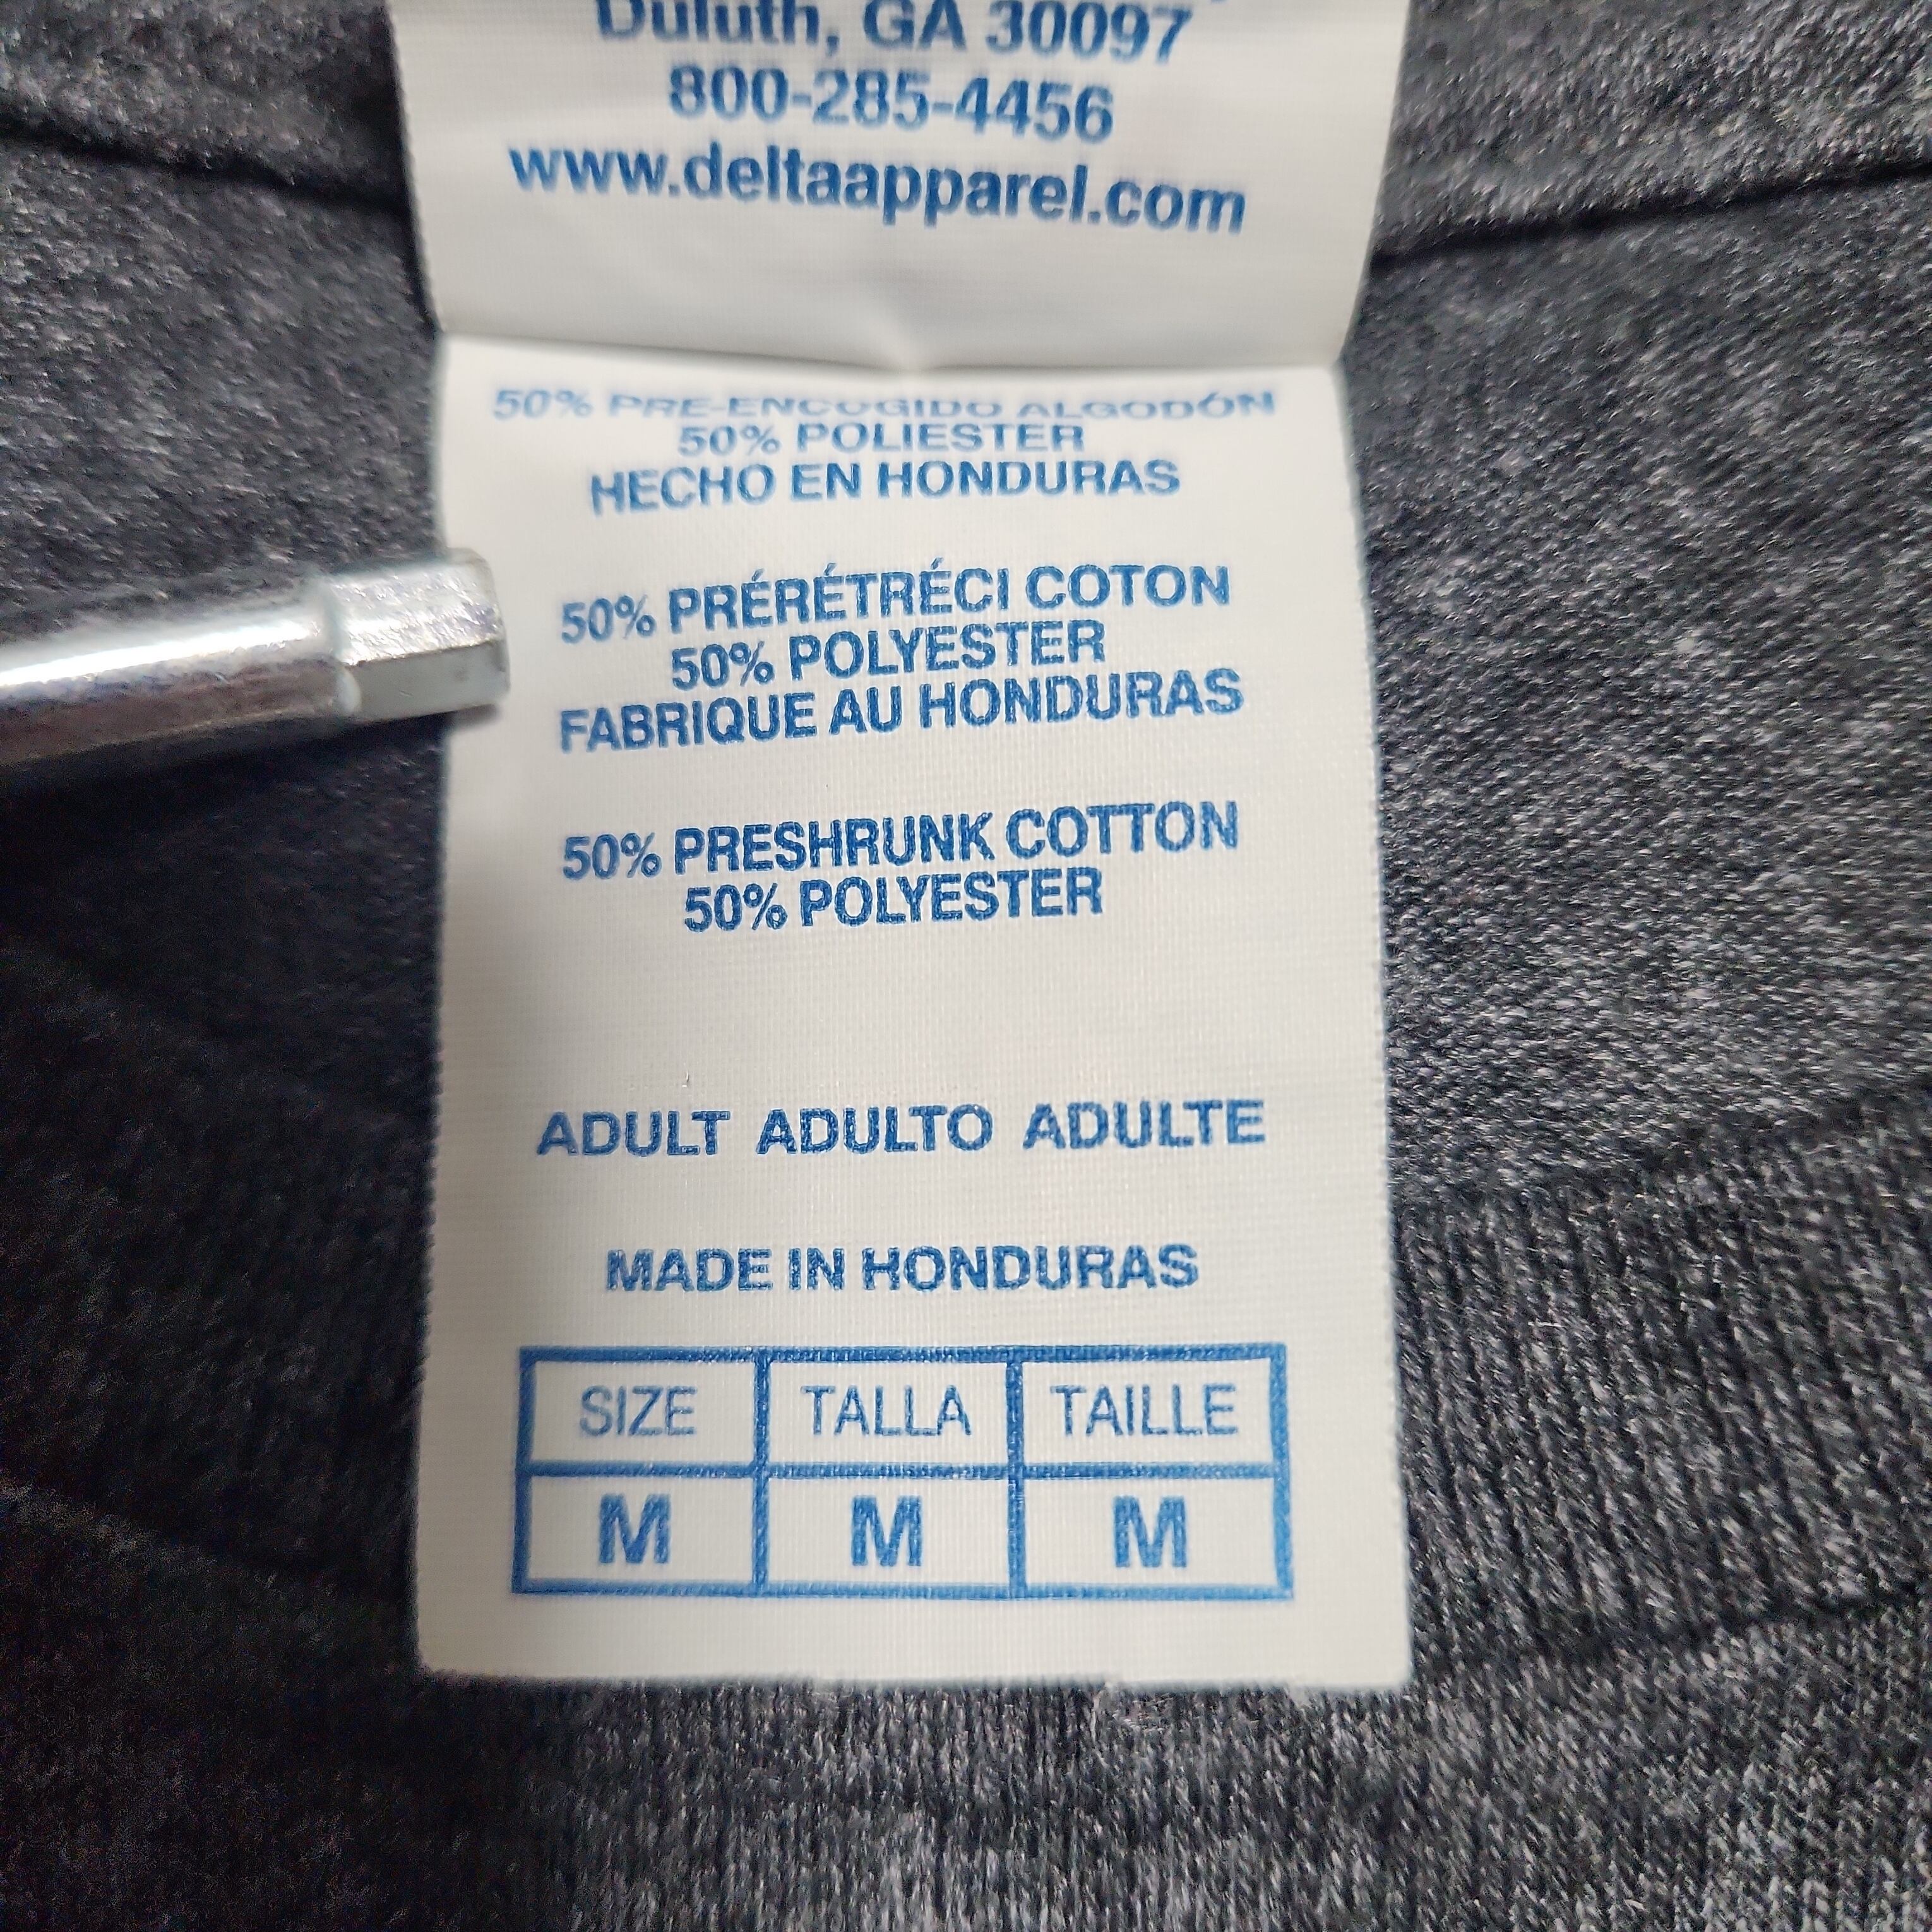 Duluth, GA 30097
800-285-4456
www.deltaapparel.com
50% PRE-ENCOGIDO ALGODÓN
50% POLIESTER
HECHO EN HONDURAS
50% PRÉRÉTRÉCI COTON
50% POLYESTER
FABRIQUE AU HONDURAS
50% PRESHRUNK COTTON
50% POLYESTER
ADULT ADULTO ADULTE
MADE IN HONDURAS
SIZE TALLA TAILLE
M M M